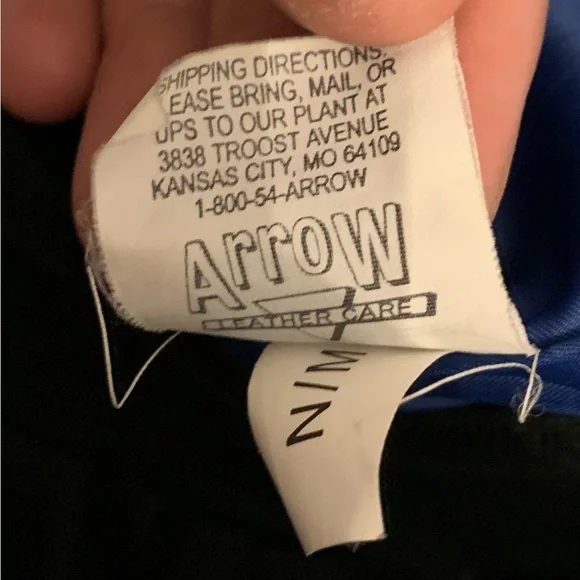 SHIPPING DIRECTIONS:
EASE BRING, MAIL, OR
UPS TO OUR PLANT AT
3838 TROOST AVENUE
KANSAS CITY, MO 64109
1-800-54-ARROW
Arrow
LEATHER CARE
NIM